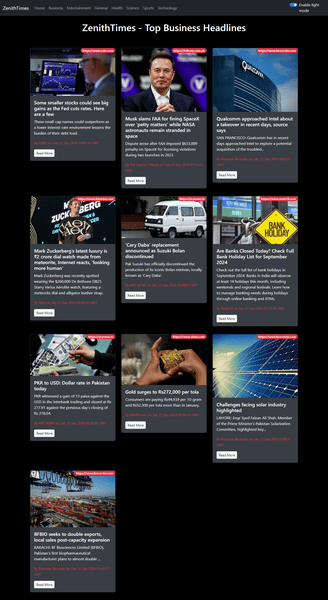 ZenithTimes
Home Business Entertainment General Health Science Sports Technology
Enable light
mode
ZenithTimes - Top Business Headlines
Some smaller stocks could see big
gains as the Fed cuts rates. Here
are a few
These small cap names could outperform as
a lower interest-rate environment lessens the
burden of their debt load.
Read More
Musk slams FAA for fining SpaceX
over 'petty matters' while NASA
astronauts remain stranded in
space
Dispute arose after FAA imposed $633,009
penalty on SpaceX for licensing violations
during two launches in 2023
Read More
QUALCOMM
Qualcomm approached Intel about
a takeover in recent days, source
says
SAN FRANCISCO: Qualcomm has in recent
days approached Intel to explore a potential
acquisition of the troubled...
Read More
Mark Zuckerberg's latest luxury is
₹2 crore dial watch made from
meteorite, Internet reacts, 'looking
more human'
Mark Zuckerberg was recently spotted
wearing the $260,000 De Bethune DB25
Starry Varius Aérolite watch, featuring a
meteorite dial and alligator leather strap.
Read More
'Cary Daba' replacement
announced as Suzuki Bolan
discontinued
Pak Suzuki has officially discontinued the
production of its iconic Bolan minivan, locally
known as 'Cary Daba'.
Read More
BANK
HOLIDAY
Are Banks Closed Today? Check Full
Bank Holiday List for September
2024
Check out the full list of bank holidays in
September 2024. Banks in India will observe
at least 14 holidays this month, including
weekends and regional festivals. Learn how
to manage banking needs during holidays
through online banking and ATMs.
Read More
PKR to USD: Dollar rate in Pakistan
today
PKR witnessed a gain of 13 paisa against the
USD in the interbank trading and closed at Rs
277.91 against the previous day's closing of
Rs 278.04.
Read More
Gold surges to Rs272,000 per tola
Consumers are paying Rs44,939 per 10-gram
and Rs52,300 per tola more than in January.
Read More
Challenges facing solar industry
highlighted
LAHORE: Engr Syed Faizan Ali Shah, Member of
the Prime Minister's Pakistan Solarization
Committee, highlighted key...
Read More
BFBIO seeks to double exports,
local sales post-capacity expansion
KARACHI: BF Biosciences Limited (BFBIO),
Pakistan's first biopharmaceutical
manufacturer plans to almost double ...
Read More